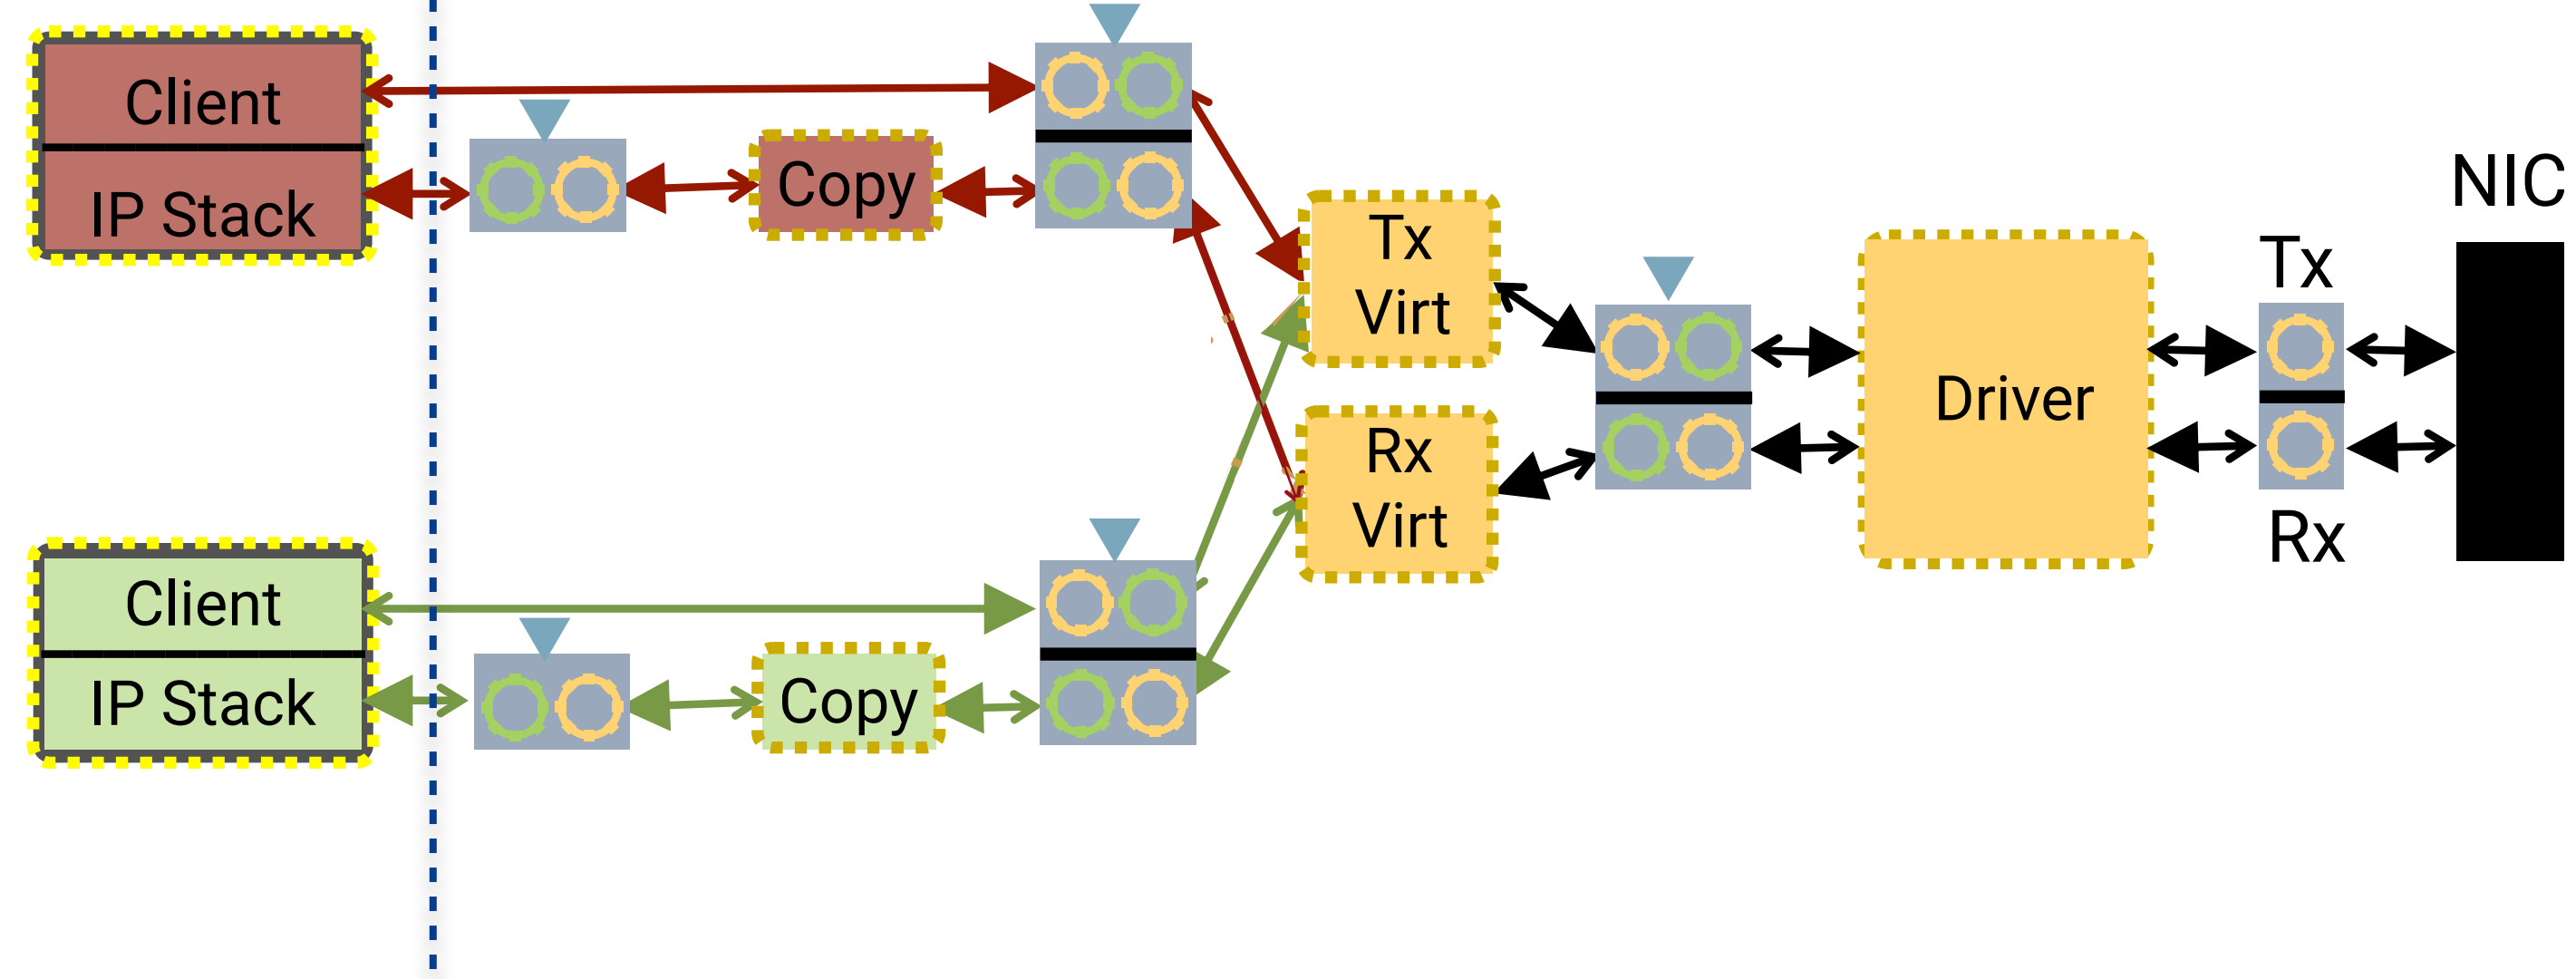 Client
IP Stack
Copy
Tx
Virt
Rx
Virt
Driver
Tx
Rx
NIC
Client
IP Stack
Copy